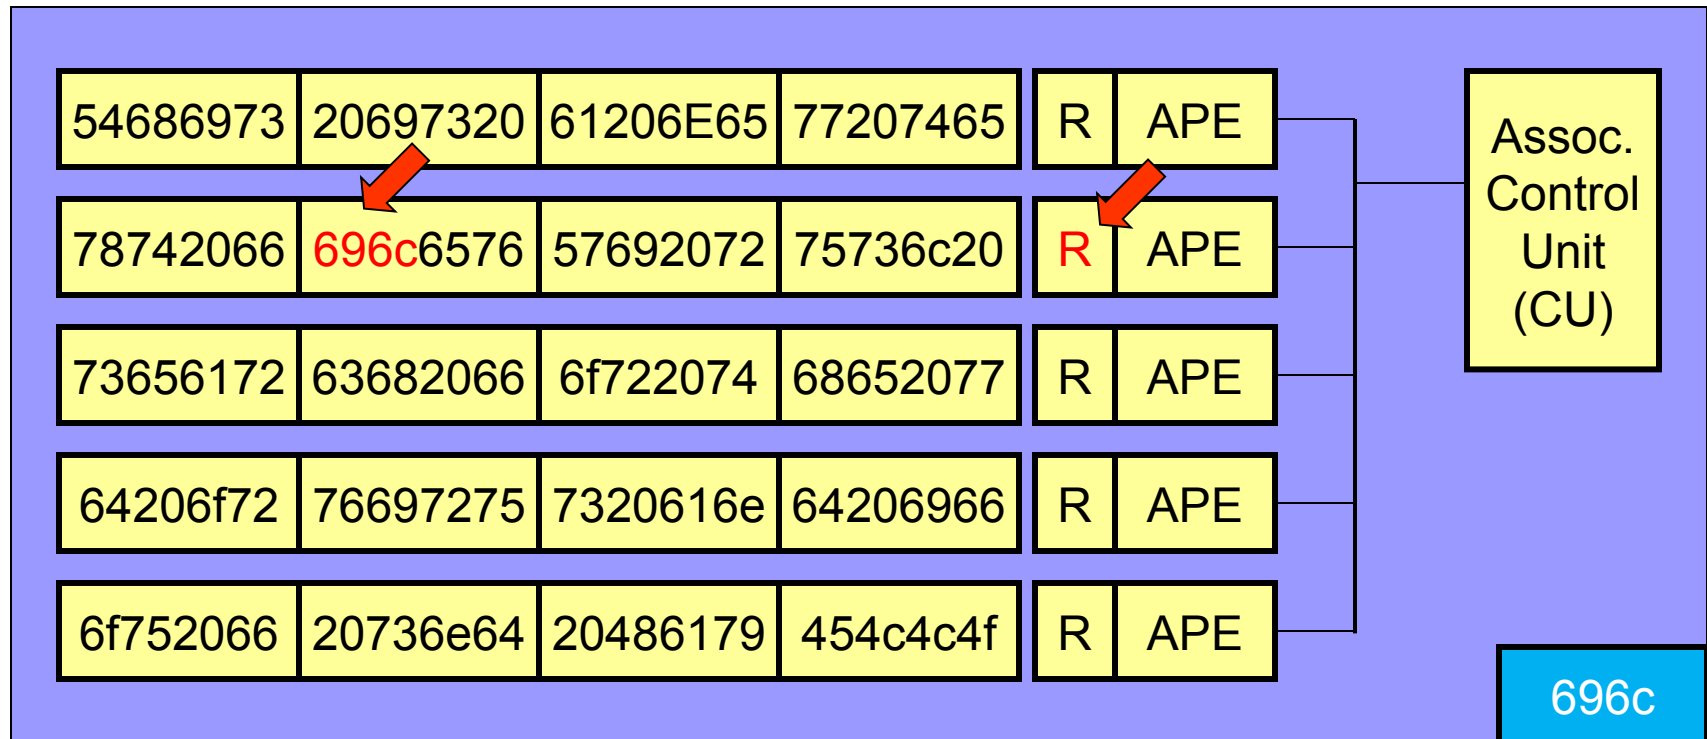 54686973 20697320 61206E65 77207465 R APE
78742066 696c6576 57692072 75736c20 R APE
73656172 63682066 6f722074 68652077 R APE
64206f72 76697275 7320616e 64206966 R APE
6f752066 20736e64 20486179 454c4c4f R APE
Assoc.
Control
Unit
(CU)
696c